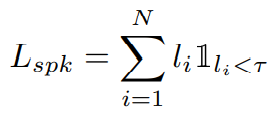 $L_{spk} = \sum_{i=1}^{N} l_i \mathbb{1}_{l_i < \tau}$